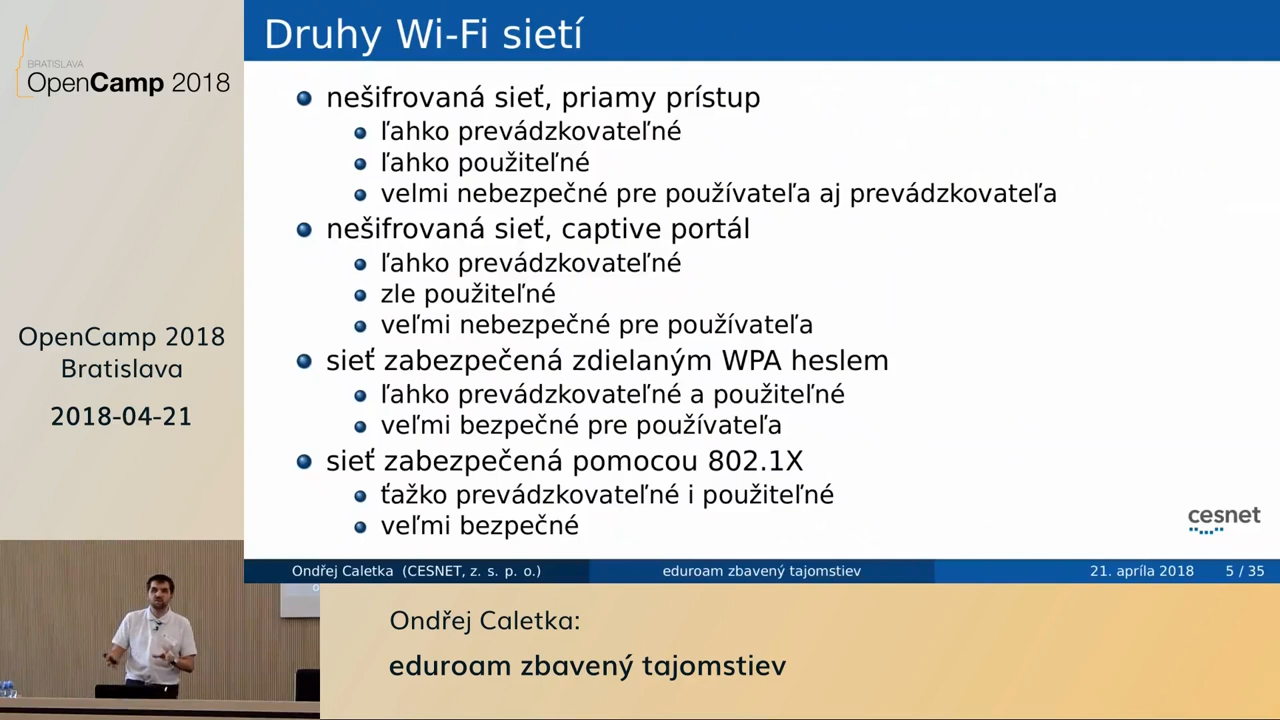 BRATISLAVA
OpenCamp 2018
OpenCamp 2018
Bratislava
2018-04-21
Druhy Wi-Fi sietí
nešifrovaná sieť, priamy prístup
ľahko prevádzkovateľné
ľahko použiteľné
velmi nebezpečné pre používateľa aj prevádzkovateľa
nešifrovaná sieť, captive portál
ľahko prevádzkovateľné
zle použiteľné
veľmi nebezpečné pre používateľa
sieť zabezpečená zdielaným WPA heslem
ľahko prevádzkovateľné a použiteľné
veľmi bezpečné pre používateľa
sieť zabezpečená pomocou 802.1X
ťažko prevádzkovateľné i použiteľné
veľmi bezpečné
cesnet
Ondřej Caletka (CESNET, z. s. p. o.) eduroam zbavený tajomstiev 21. apríla 2018 5 / 35
Ondřej Caletka:
eduroam zbavený tajomstiev